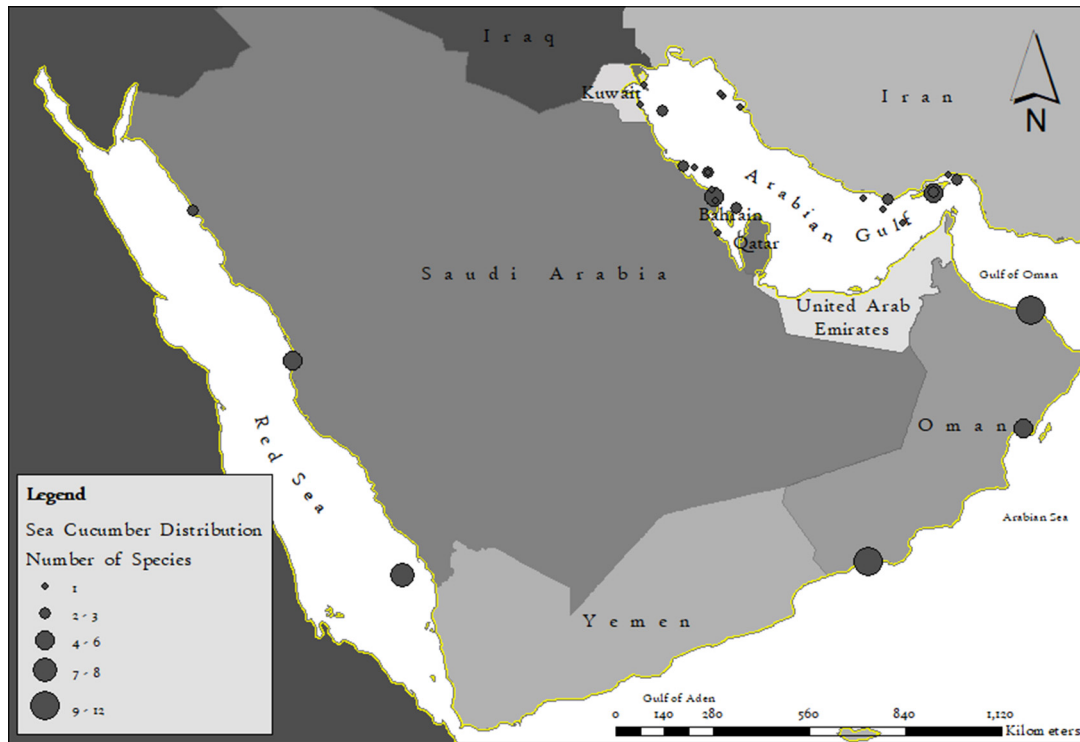 Iraq
Kuwait
Iran
N
Arabian Gulf
Bahrain
Qatar
Saudi Arabia
Gulf of Oman
United Arab
Emirates
Oman
Red Sea
Arabian Sea
Yemen
Legend
Sea Cucumber Distribution
Number of Species
1
2 - 3
4 - 6
7 - 8
9 - 12
Gulf of Aden
0 140 280 560 840 1,120
Kilometers